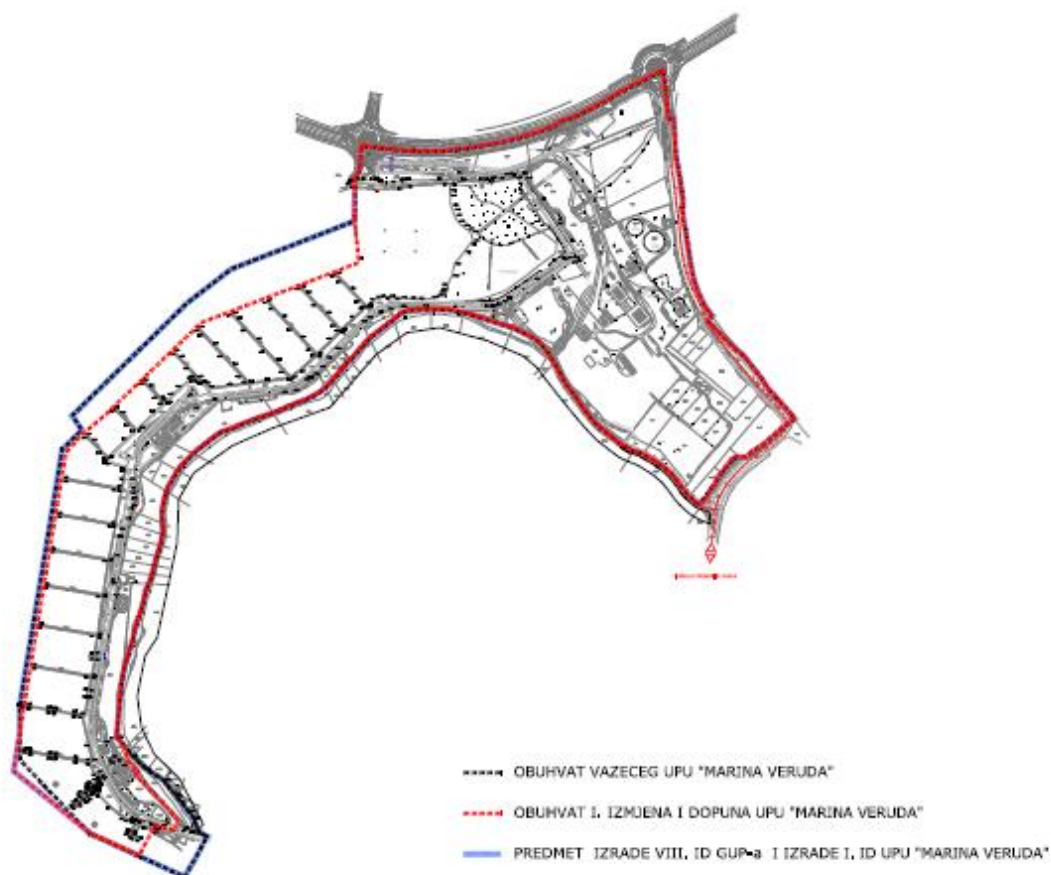 OBUHVAT VAZECEG UPU "MARINA VERUDA"
OBUHVAT I. IZMJENA I DOPUNA UPU "MARINA VERUDA"
PREDMET IZRADE VIII. ID GUP-a I IZRADE I. ID UPU "MARINA VERUDA"